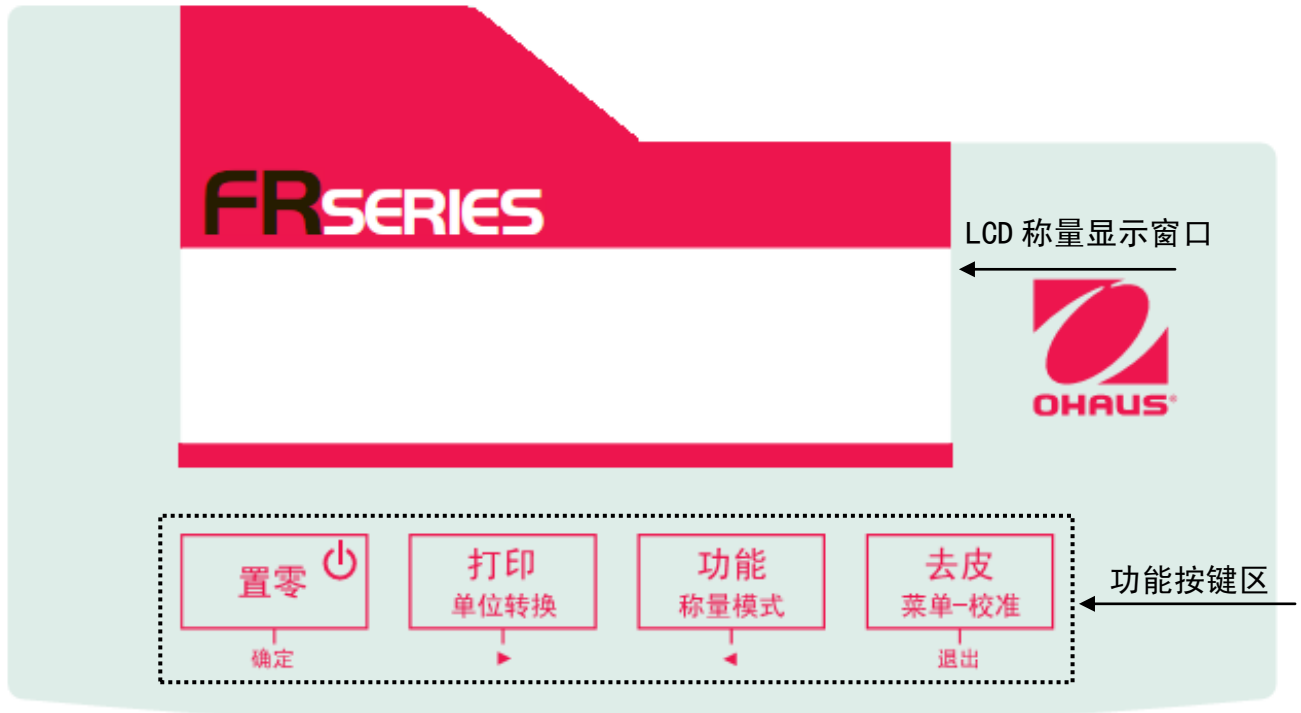 FRSERIES
LCD 称量显示窗口
OHAUS®
置零
打印
单位转换
功能
称量模式
去皮
菜单-校准
功能按键区
确定
退出